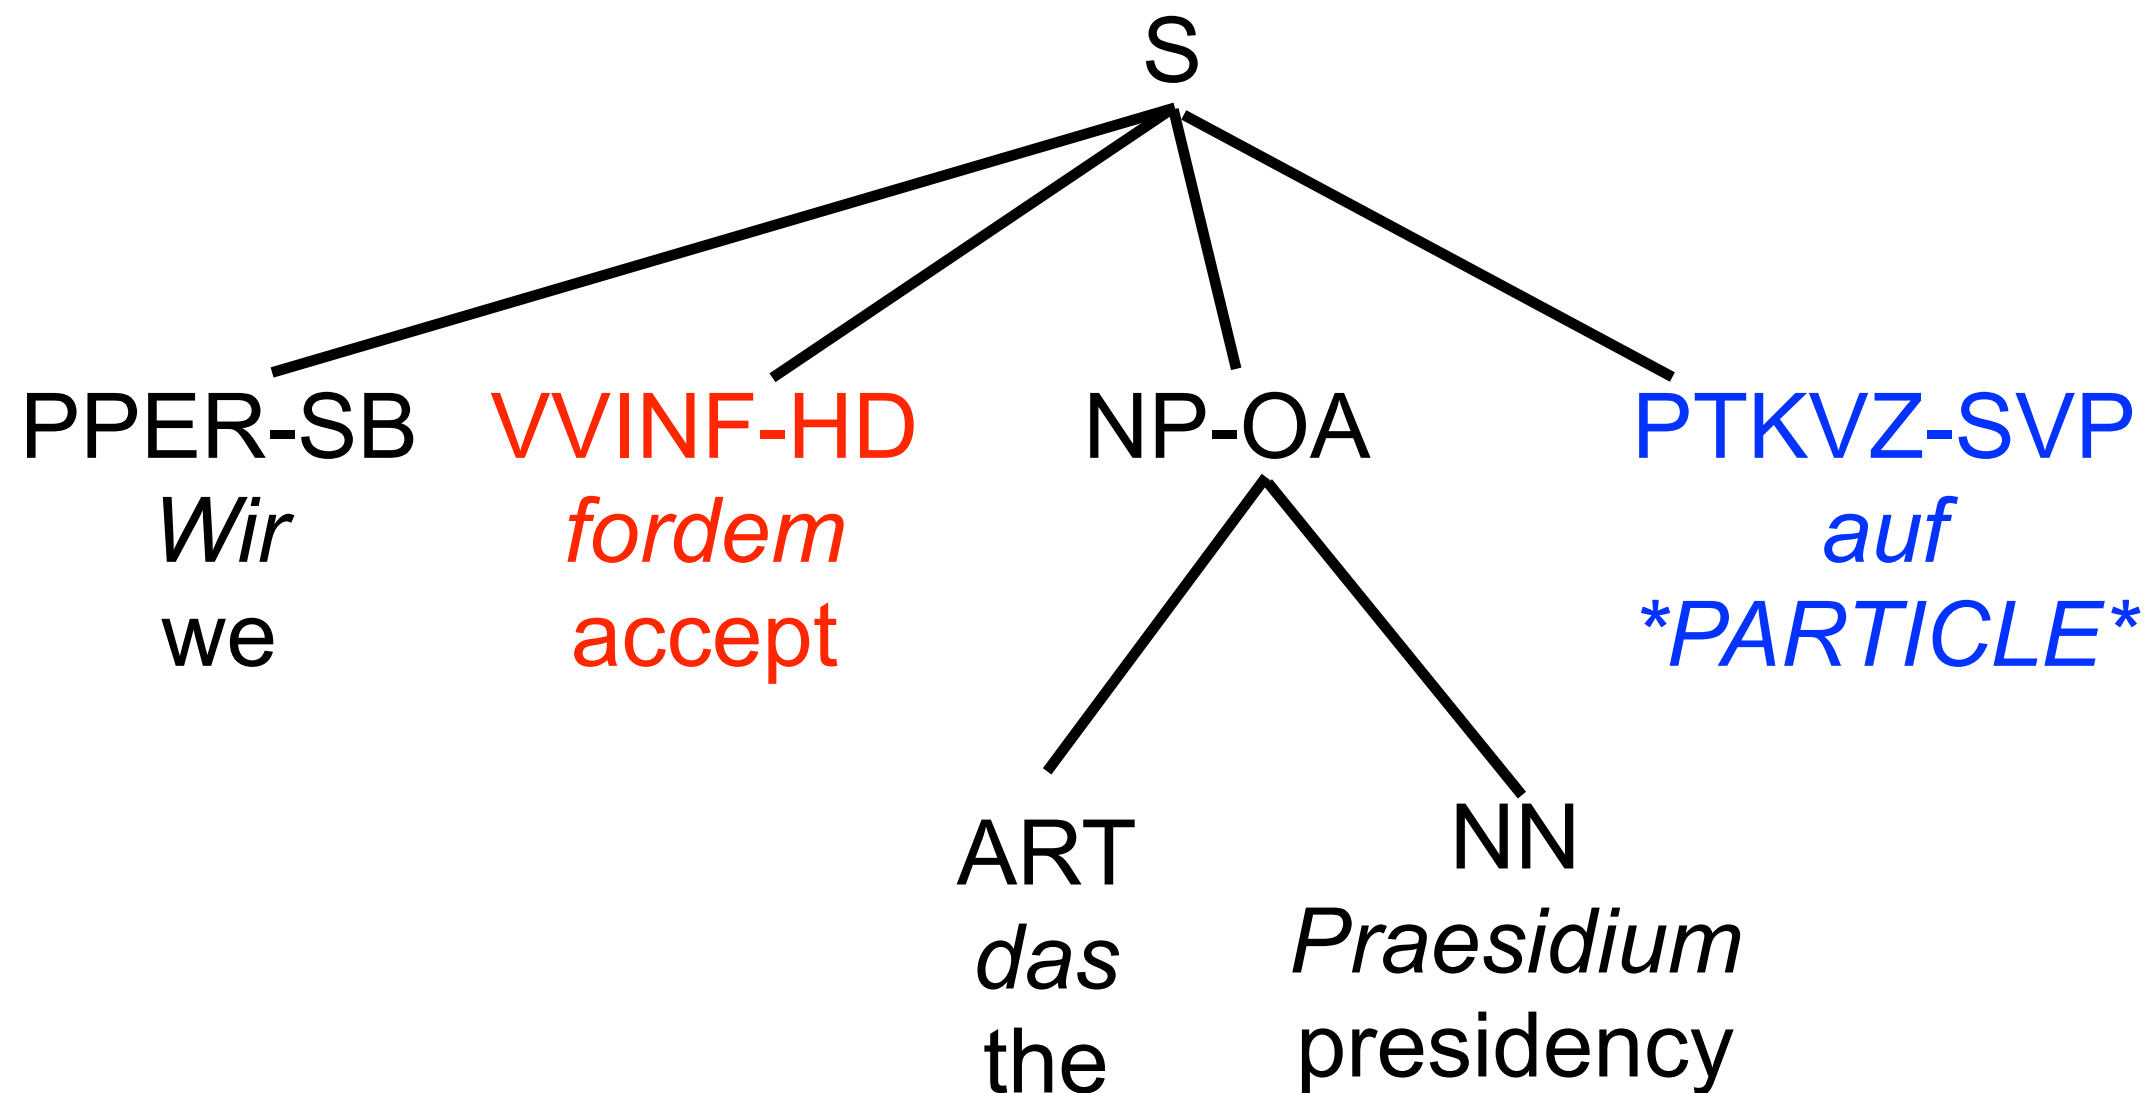 S
PPER-SB VVINF-HD NP-OA PTKVZ-SVP
Wir fordem auf
we accept *PARTICLE*
ART NN
das Praesidium
the presidency